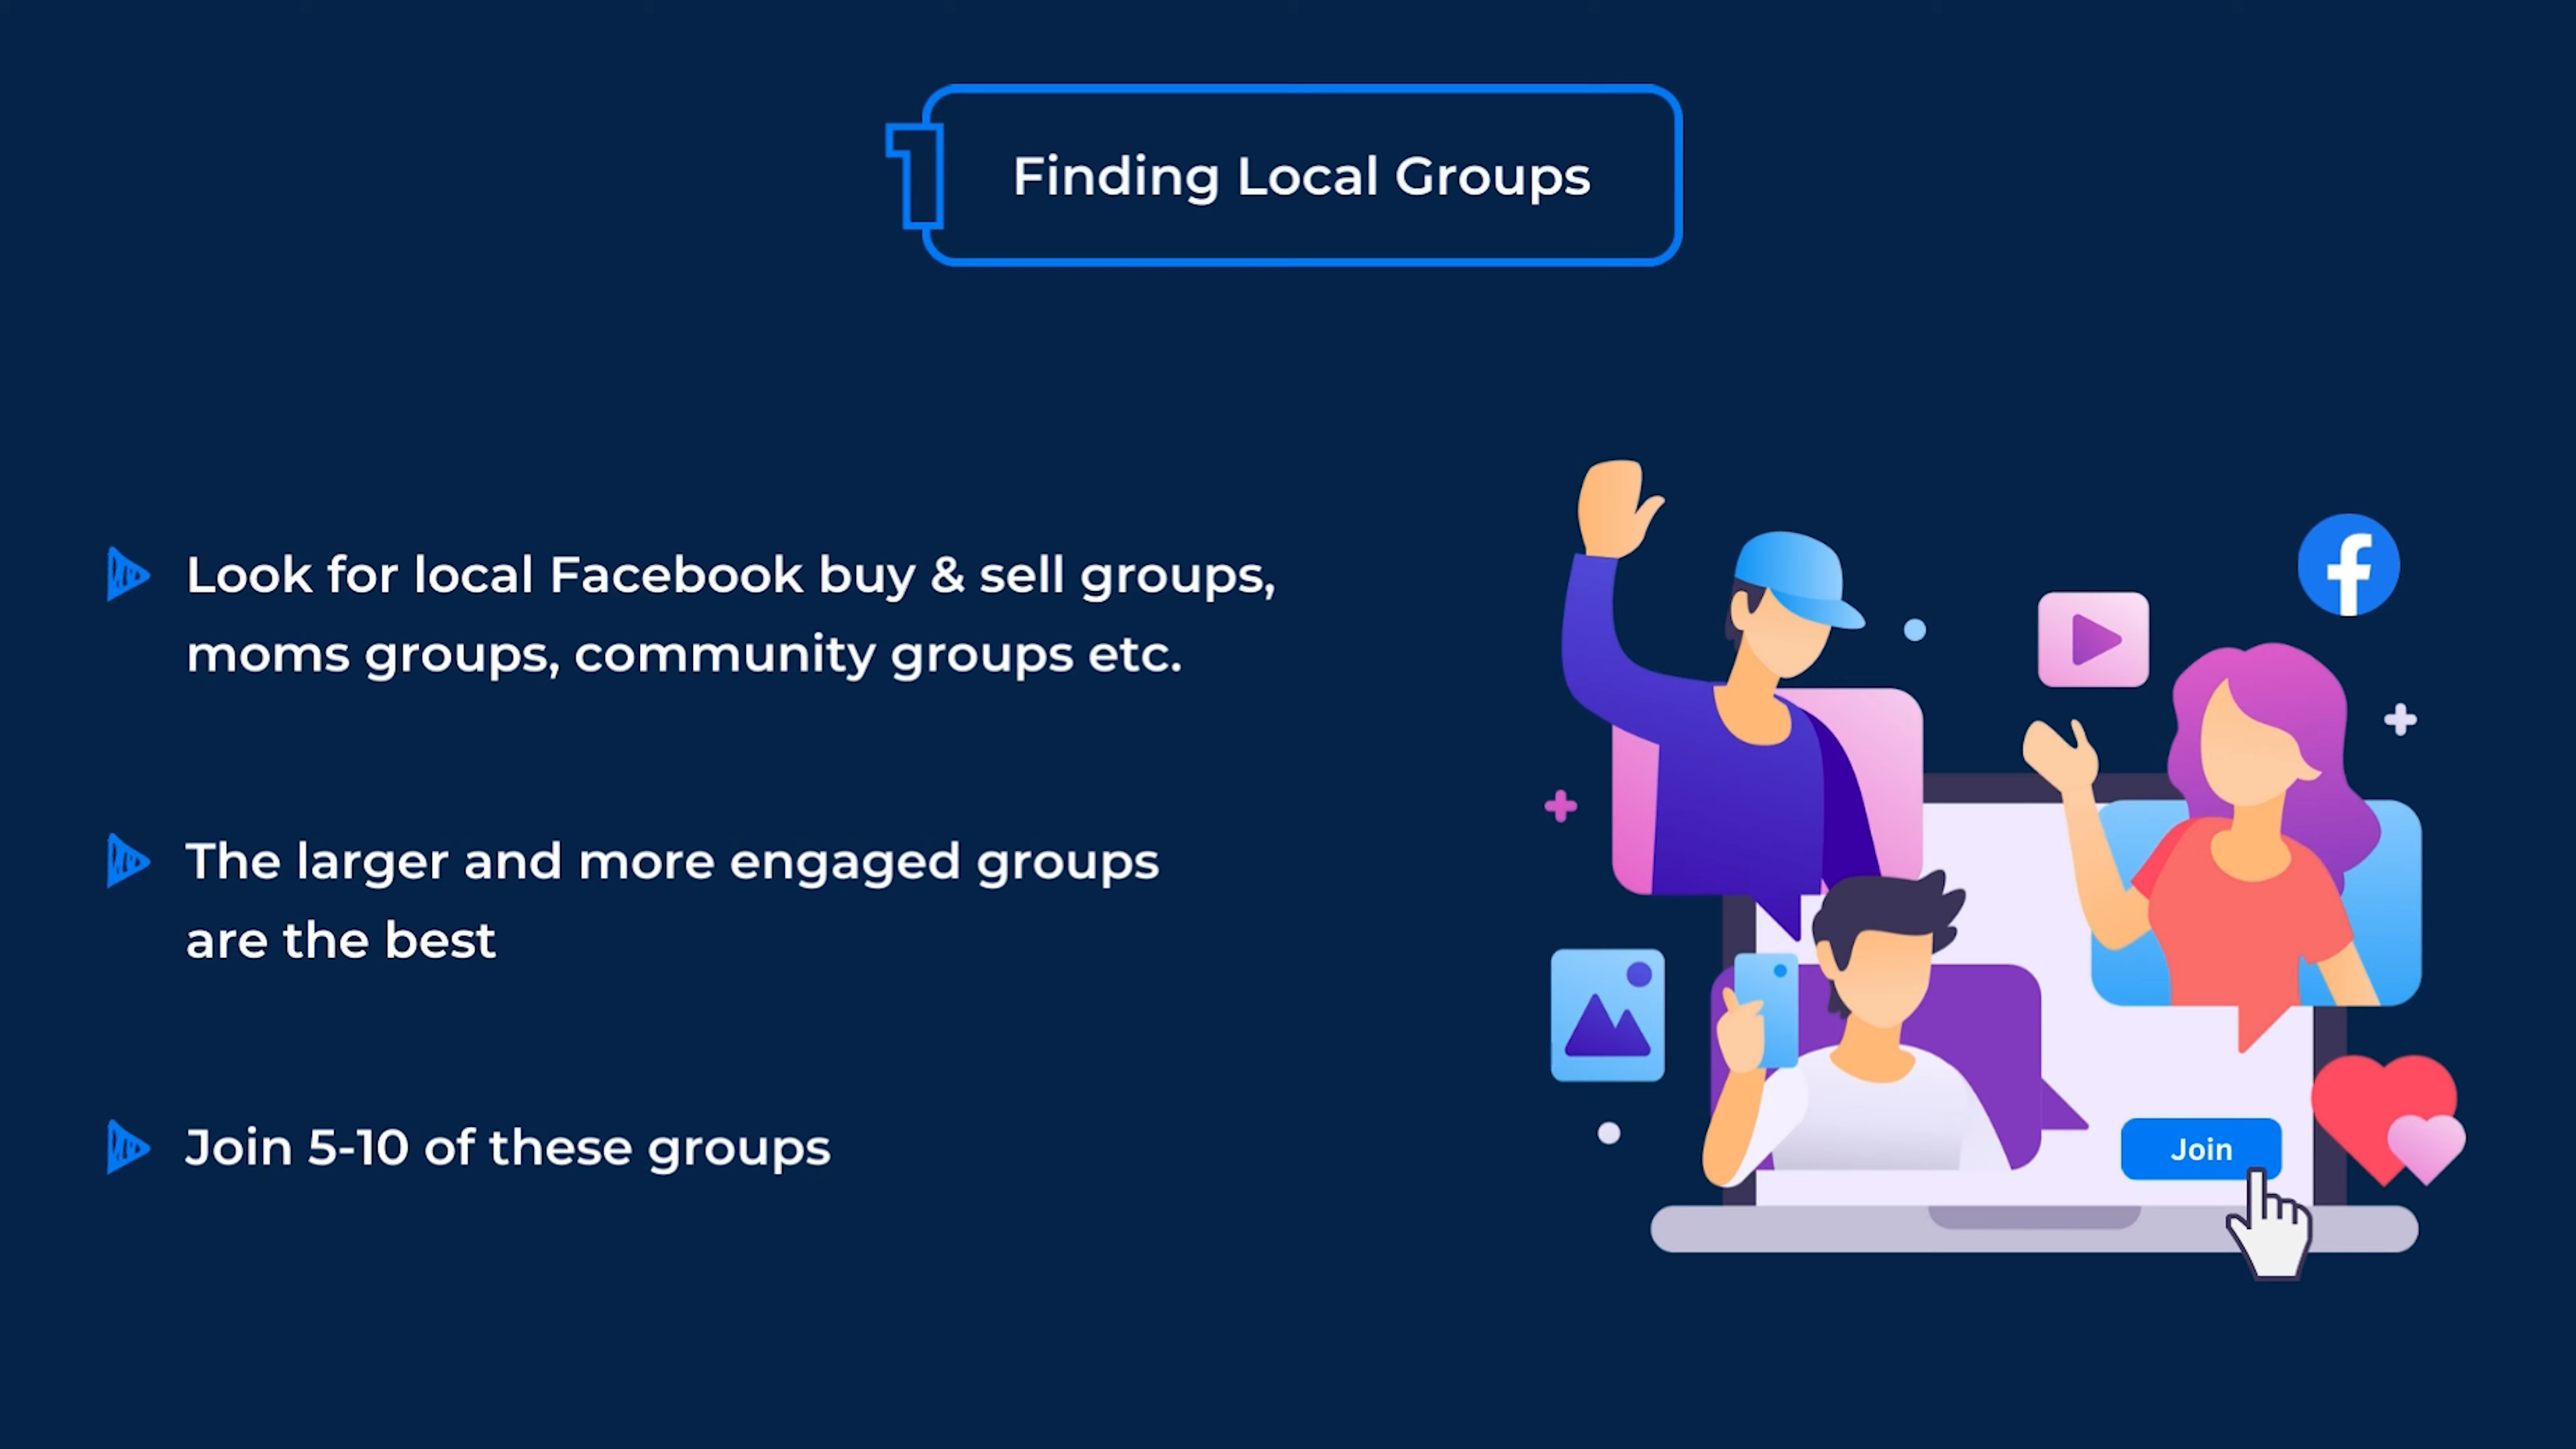 1
Finding Local Groups
Look for local Facebook buy & sell groups,
moms groups, community groups etc.
The larger and more engaged groups
are the best
Join 5-10 of these groups
f
Join